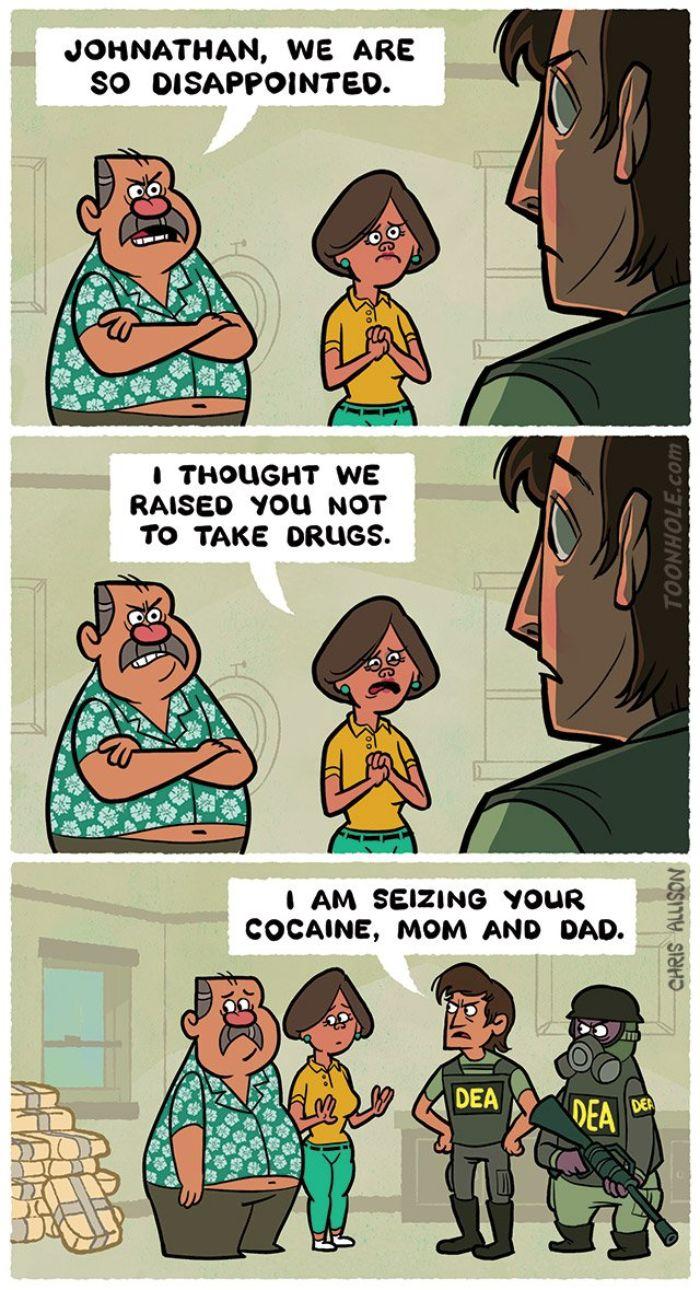 JOHNATHAN, WE ARE
SO DISAPPOINTED.
I THOUGHT WE
RAISED YOU NOT
TO TAKE DRUGS.
TOONHOLE.com
I AM SEIZING YOUR
COCAINE, MOM AND DAD.
CHRIS ALLISON
DEA
DEA
DEA